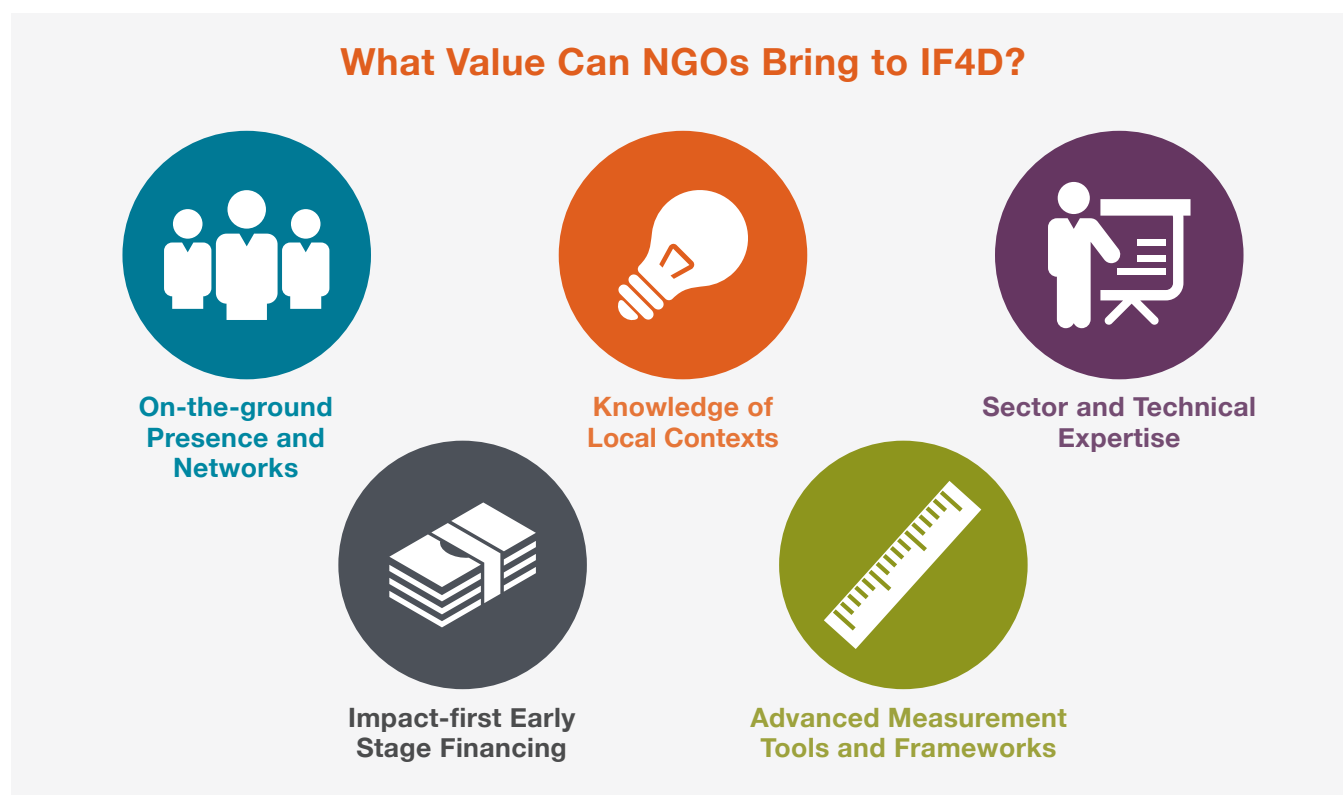 What Value Can NGOs Bring to IF4D?
On-the-ground
Presence and
Networks
Knowledge of
Local Contexts
Sector and Technical
Expertise
Impact-first Early
Stage Financing
Advanced Measurement
Tools and Frameworks